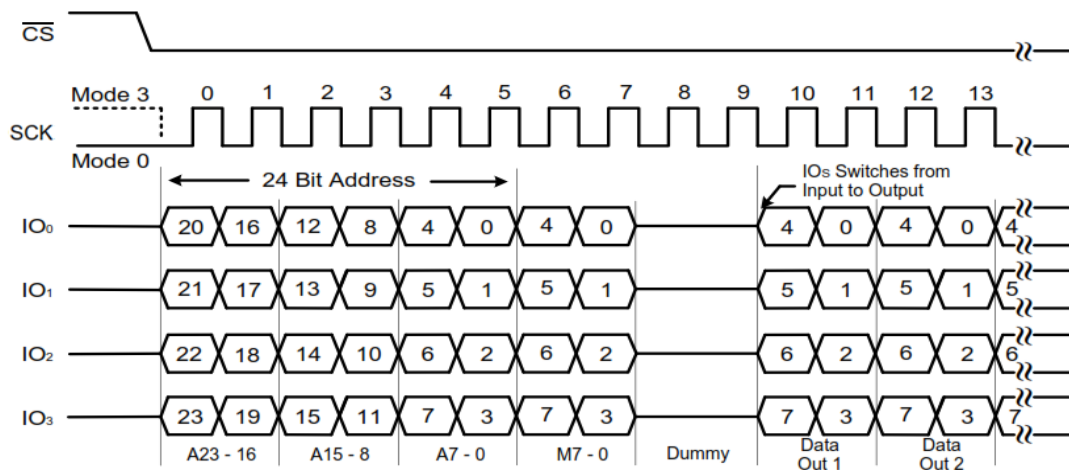 CS
Mode 3 0 1 2 3 4 5 6 7 8 9 10 11 12 13
SCK
Mode 0
24 Bit Address
IOs Switches from
Input to Output
IO₀ 20 16 12 8 4 0 4 0 4 0 4 0 4
IO₁ 21 17 13 9 5 1 5 1 5 1 5 1 5
IO₂ 22 18 14 10 6 2 6 2 6 2 6 2 6
IO₃ 23 19 15 11 7 3 7 3 7 3 7 3 7
A23 - 16 A15 - 8 A7 - 0 M7 - 0 Dummy Data Out 1 Data Out 2